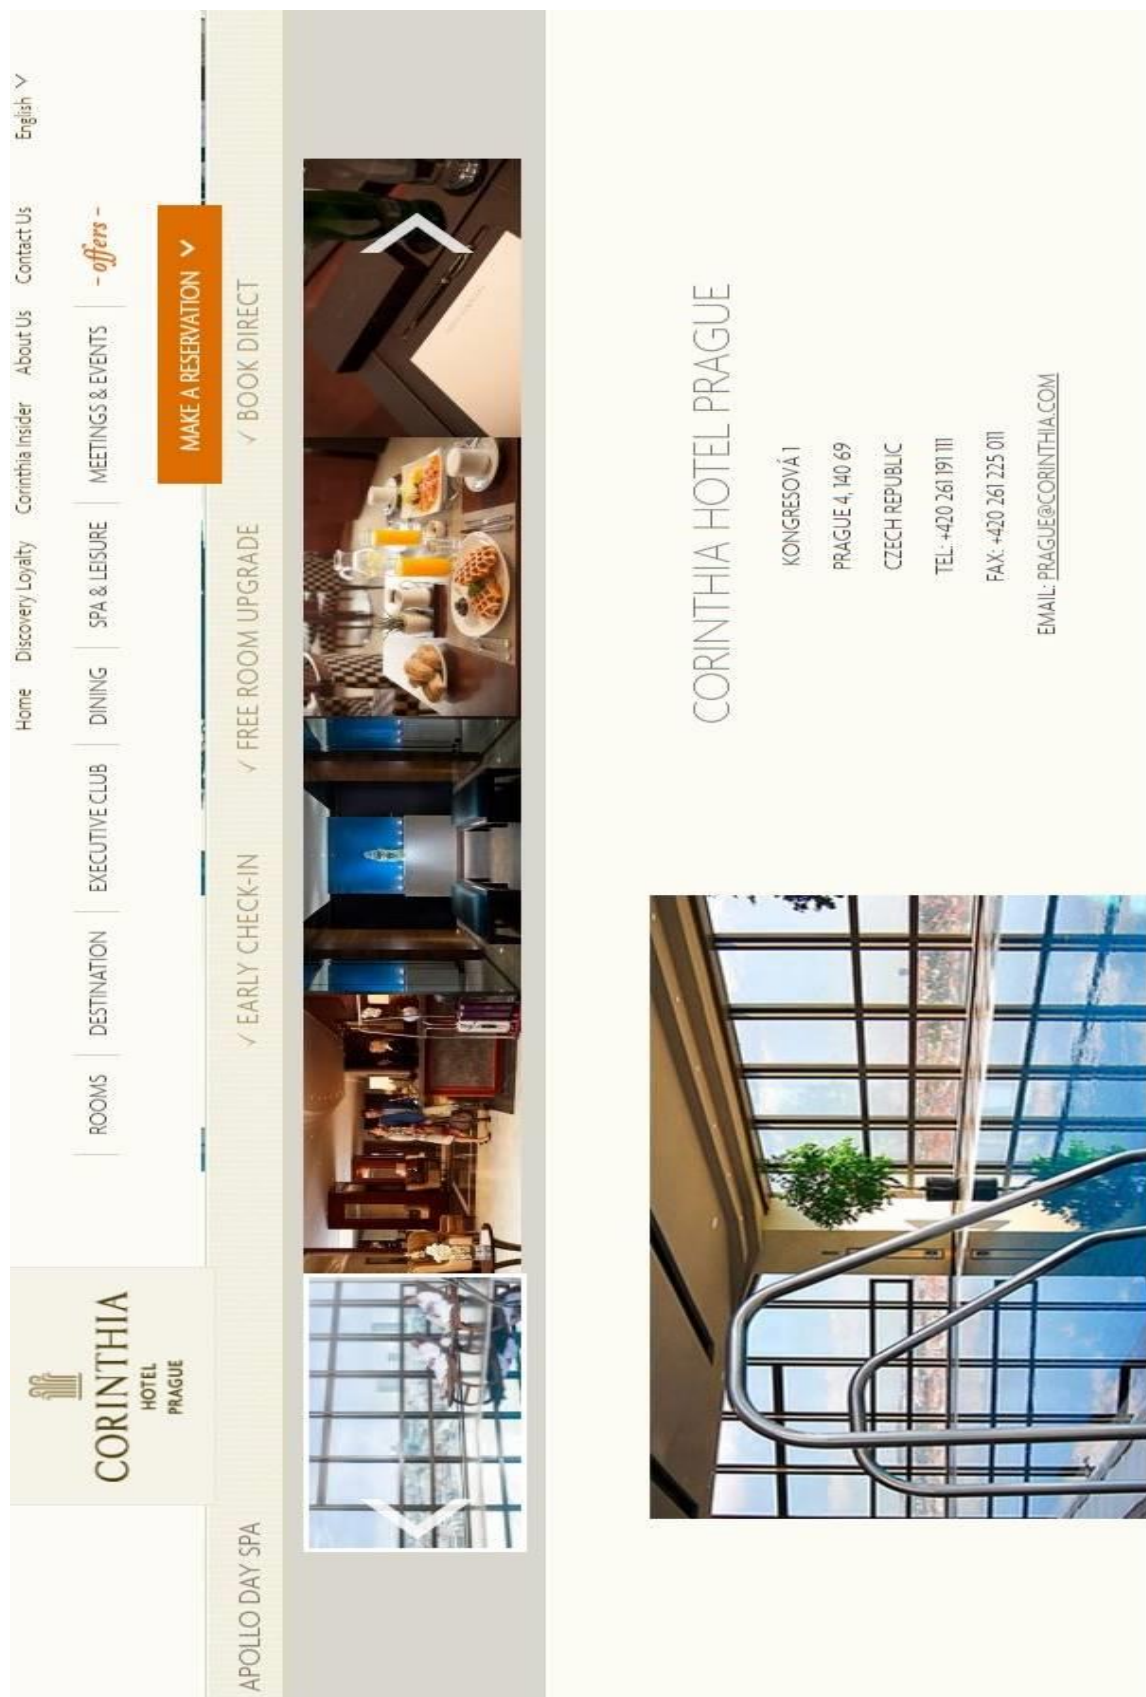 Home Discovery Loyalty Corinthia Insider About Us Contact Us English
CORINTHIA
HOTEL
PRAGUE
ROOMS DESTINATION EXECUTIVE CLUB DINING SPA & LEISURE MEETINGS & EVENTS - offers -
MAKE A RESERVATION
APOLLO DAY SPA ✓ EARLY CHECK-IN ✓ FREE ROOM UPGRADE ✓ BOOK DIRECT
CORINTHIA HOTEL PRAGUE
KONGRESOVÁ 1
PRAGUE 4, 140 69
CZECH REPUBLIC
TEL: +420 261 191 111
FAX: +420 261 225 011
EMAIL: PRAGUE@CORINTHIA.COM